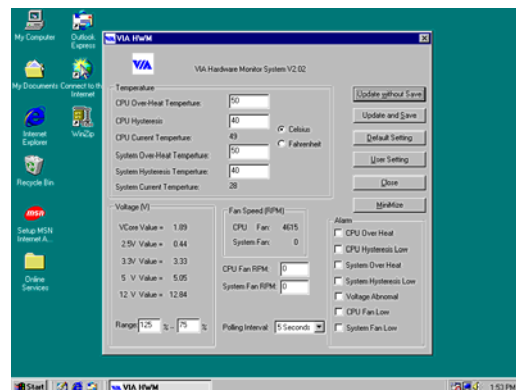 My Computer
Outlook Express
My Documents
Connect to the Internet
Internet Explorer
WinZip
Recycle Bin
msn
Setup MSN Internet A...
Online Services
VIA HWM
VIA
VIA Hardware Monitor System V2.02
Temperature
CPU Over-Heat Temperture: 50
CPU Hysteresis 40
CPU Current Temperture: 49
System Over-Heat Temperture: 50
System Hysteresis Temperture: 40
System Current Temperture: 28
Celsius
Fahrenheit
Update without Save
Update and Save
Default Setting
User Setting
Close
MiniMize
Voltage (V)
VCore Value = 1.89
2.5V Value = 0.44
3.3V Value = 3.33
5 V Value = 5.05
12 V Value = 12.84
Range: 125 % - 75 %
Fan Speed (RPM)
CPU Fan: 4615
System Fan: 0
CPU Fan RPM: 0
System Fan RPM: 0
Polling Interval: 5 Seconds
Alarm
CPU Over Heat
CPU Hysteresis Low
System Over Heat
System Hysteresis Low
Voltage Abnomal
CPU Fan Low
System Fan Low
Start
VIA HWM
1:53 PM